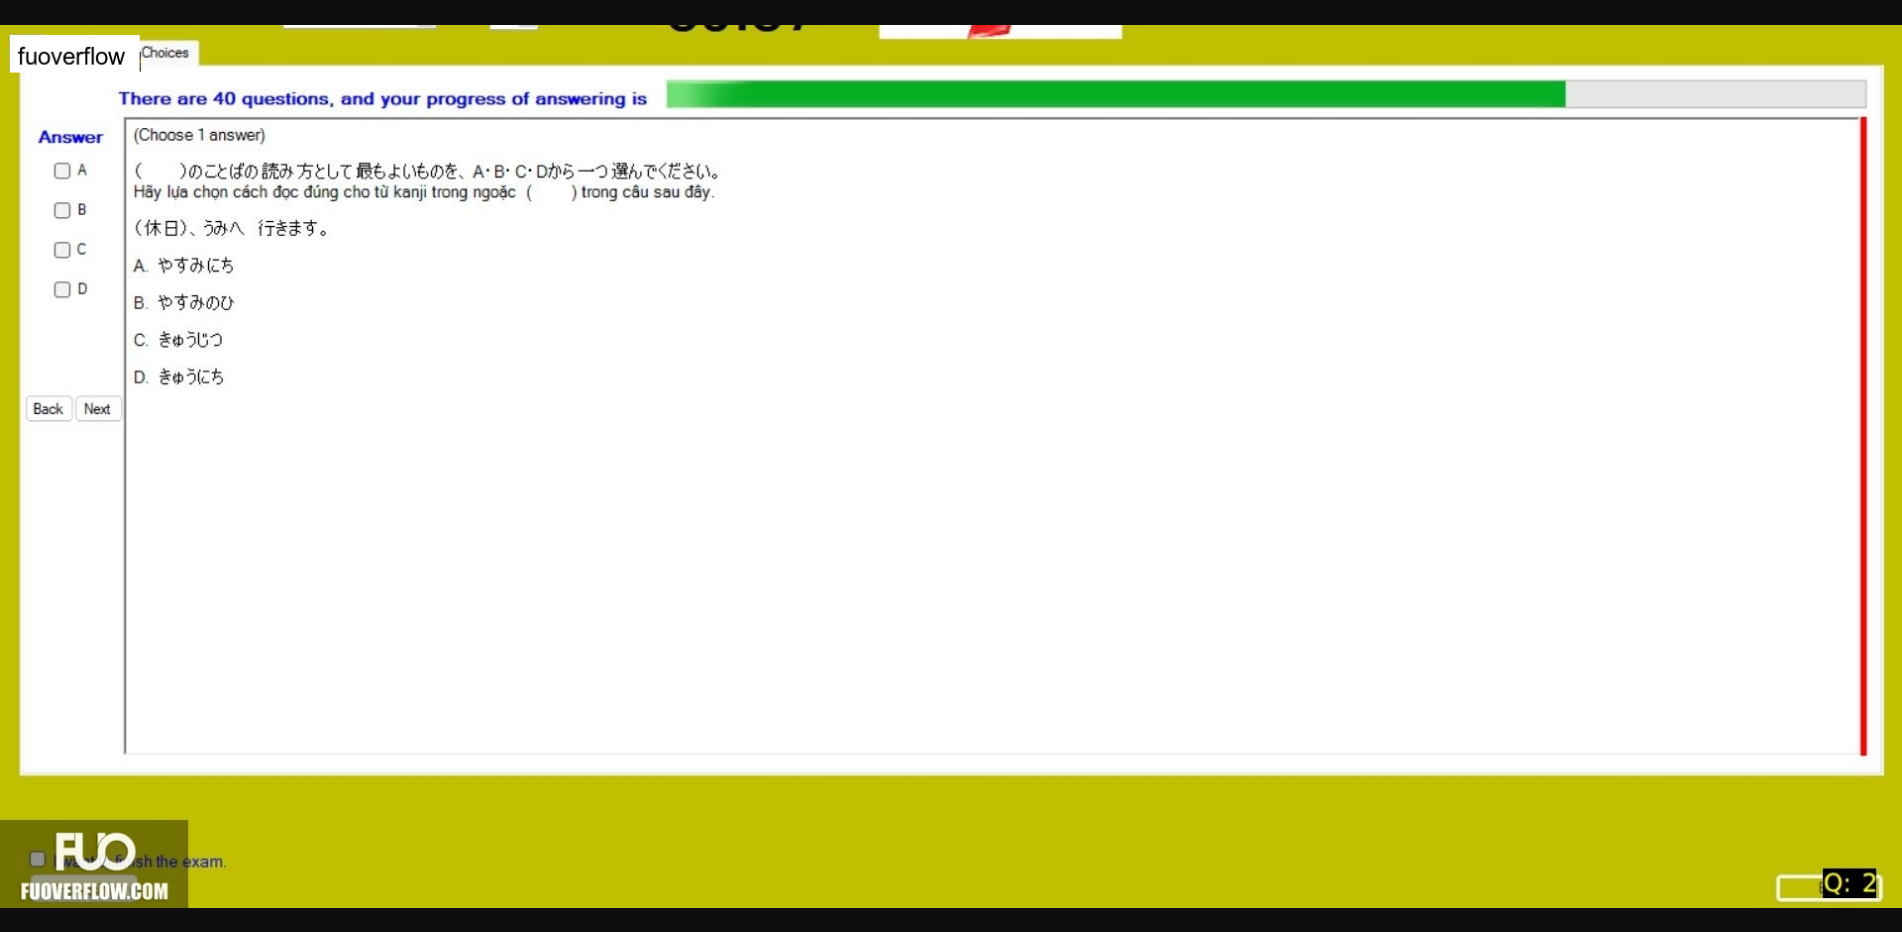 fuoverflow
Choices
There are 40 questions, and your progress of answering is
Answer
(Choose 1 answer)
A
(　　)のことばの読み方として最もよいものを、A・B・C・Dから一つ選んでください。
Hãy lựa chọn cách đọc đúng cho từ kanji trong ngoặc (　　) trong câu sau đây.
B
(休日)、うみへ 行きます。
C
A. やすみにち
D
B. やすみのひ
C. きゅうじつ
D. きゅうにち
Back Next
FUO
the exam.
FUOVERFLOW.COM
Q: 2